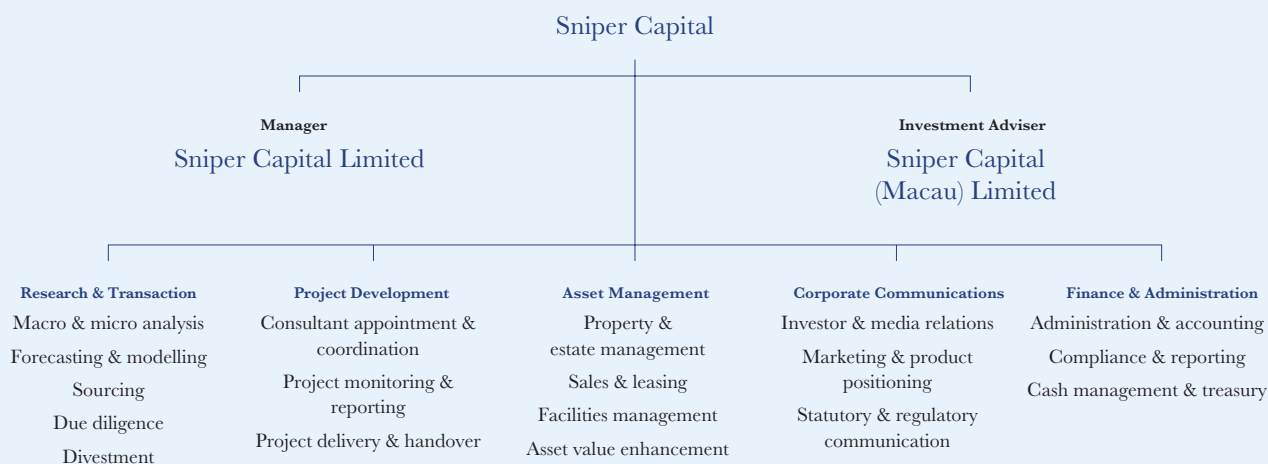 Sniper Capital
Manager
Sniper Capital Limited
Investment Adviser
Sniper Capital
(Macau) Limited
Research & Transaction
Macro & micro analysis
Forecasting & modelling
Sourcing
Due diligence
Divestment
Project Development
Consultant appointment &
coordination
Project monitoring &
reporting
Project delivery & handover
Asset Management
Property &
estate management
Sales & leasing
Facilities management
Asset value enhancement
Corporate Communications
Investor & media relations
Marketing & product
positioning
Statutory & regulatory
communication
Finance & Administration
Administration & accounting
Compliance & reporting
Cash management & treasury